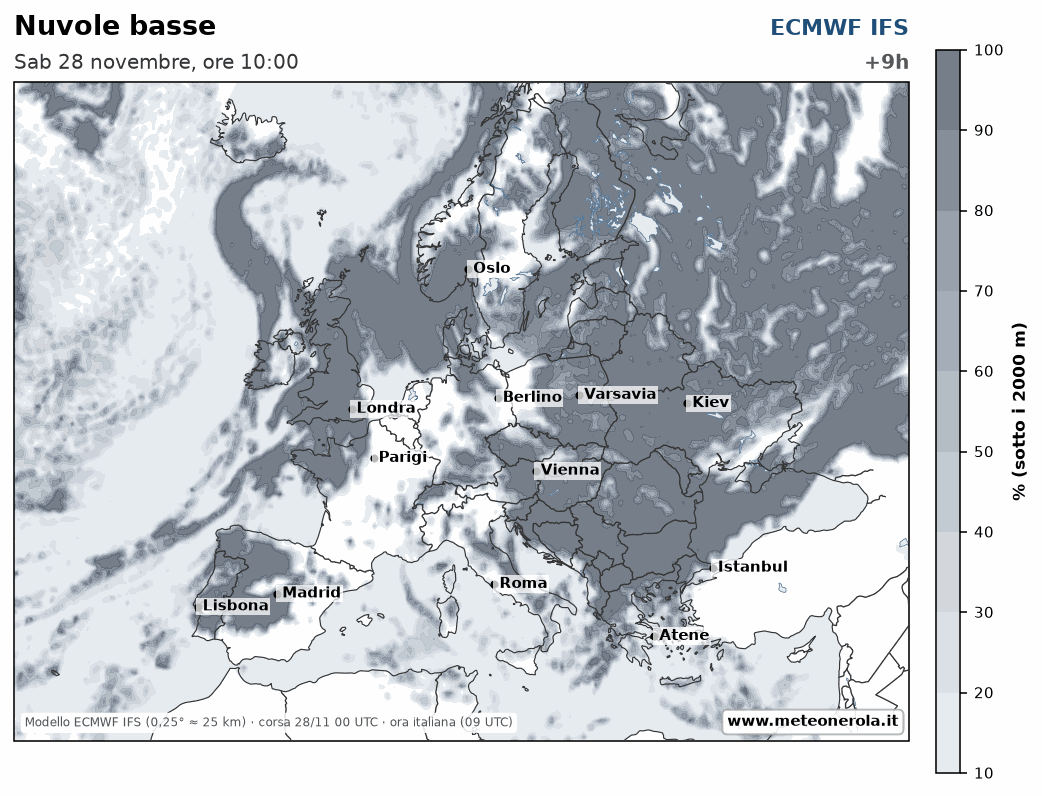 Nuvole basse
ECMWF IFS
Sab 28 novembre, ore 10:00
+9h
100
90
80
70
60
50
40
30
20
10
% (sotto i 2000 m)
Oslo
Berlino
Varsavia
Kiev
Londra
Parigi
Vienna
Istanbul
Roma
Madrid
Lisbona
Atene
Modello ECMWF IFS (0,25° ≈ 25 km) · corsa 28/11 00 UTC · ora italiana (09 UTC)
www.meteonerola.it